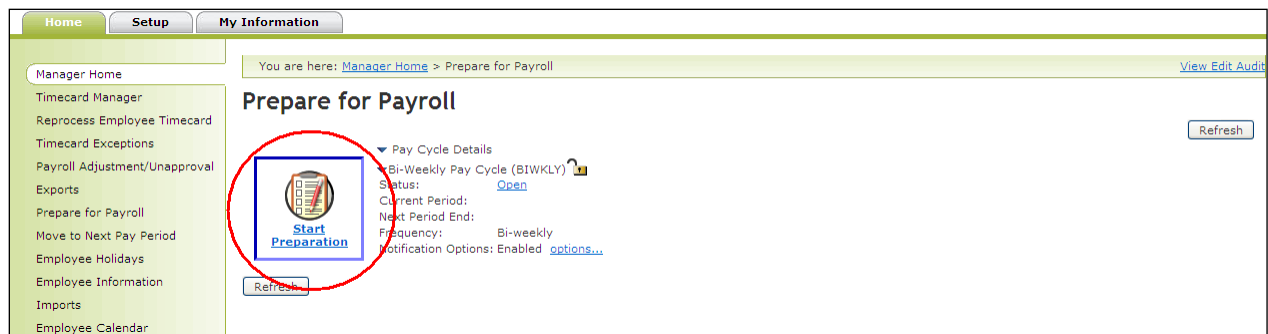 Home Setup My Information
You are here: Manager Home > Prepare for Payroll View Edit Audit
Manager Home
Timecard Manager
Reprocess Employee Timecard
Timecard Exceptions
Payroll Adjustment/Unapproval
Exports
Prepare for Payroll
Move to Next Pay Period
Employee Holidays
Employee Information
Imports
Employee Calendar
Prepare for Payroll
Refresh
Start
Preparation
Pay Cycle Details
Bi-Weekly Pay Cycle (BIWKLY)
Status: Open
Current Period:
Next Period End:
Frequency: Bi-weekly
Notification Options: Enabled options...
Refresh